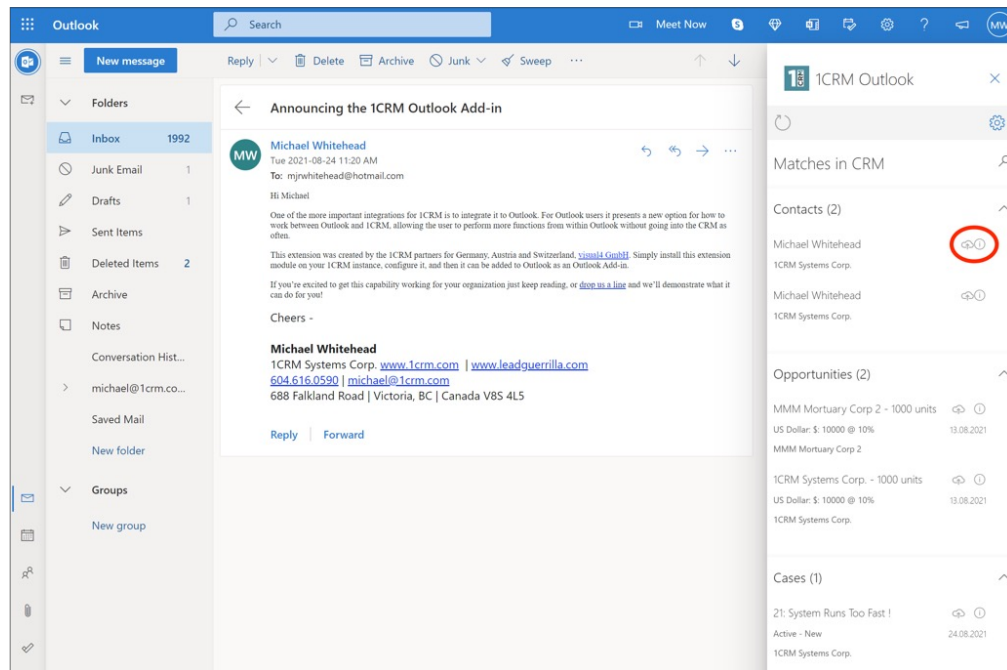 Outlook
Search
Meet Now
MW
New message
Reply
Delete
Archive
Junk
Sweep
Folders
Inbox 1992
Junk Email 1
Drafts 1
Sent Items
Deleted Items 2
Archive
Notes
Conversation Hist...
michael@1crm.co...
Saved Mail
New folder
Groups
New group
Announcing the 1CRM Outlook Add-in
MW
Michael Whitehead
Tue 2021-08-24 11:20 AM
To: mjrwhitehead@hotmail.com
Hi Michael
One of the more important integrations for 1CRM is to integrate it to Outlook. For Outlook users it presents a new option for how to
work between Outlook and 1CRM, allowing the user to perform more functions from within Outlook without going into the CRM as
often.
This extension was created by the 1CRM partners for Germany, Austria and Switzerland, visual4 GmbH. Simply install this extension
module on your 1CRM instance, configure it, and then it can be added to Outlook as an Outlook Add-in.
If you're excited to get this capability working for your organization just keep reading, or drop us a line and we'll demonstrate what it
can do for you!
Cheers -
Michael Whitehead
1CRM Systems Corp. www.1crm.com | www.leadguerrilla.com
604.616.0590 | michael@1crm.com
688 Falkland Road | Victoria, BC | Canada V8S 4L5
Reply
Forward
1CRM Outlook
Matches in CRM
Contacts (2)
Michael Whitehead
1CRM Systems Corp.
Michael Whitehead
1CRM Systems Corp.
Opportunities (2)
MMM Mortuary Corp 2 - 1000 units
US Dollar: $: 10000 @ 10% 13.08.2021
MMM Mortuary Corp 2
1CRM Systems Corp. - 1000 units
US Dollar: $: 10000 @ 10% 13.08.2021
1CRM Systems Corp.
Cases (1)
21: System Runs Too Fast !
Active - New 24.08.2021
1CRM Systems Corp.